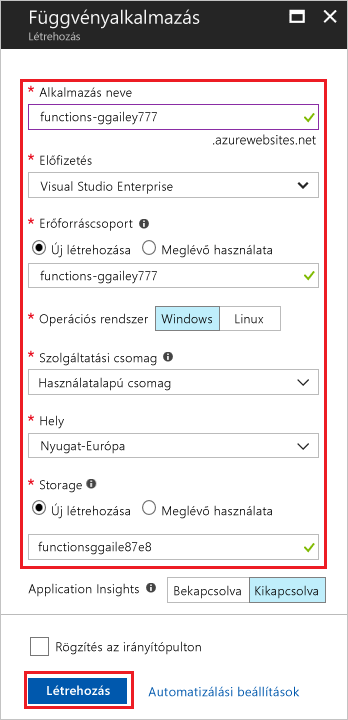 Függvényalkalmazás
Létrehozás
* Alkalmazás neve
functions-ggailey777
.azurewebsites.net
* Előfizetés
Visual Studio Enterprise
* Erőforráscsoport
Új létrehozása Meglévő használata
functions-ggailey777
* Operációs rendszer Windows Linux
* Szolgáltatási csomag
Használatalapú csomag
* Hely
Nyugat-Európa
* Storage
Új létrehozása Meglévő használata
functionsggaile87e8
Application Insights Bekapcsolva Kikapcsolva
Rögzítés az irányítópulton
Létrehozás Automatizálási beállítások